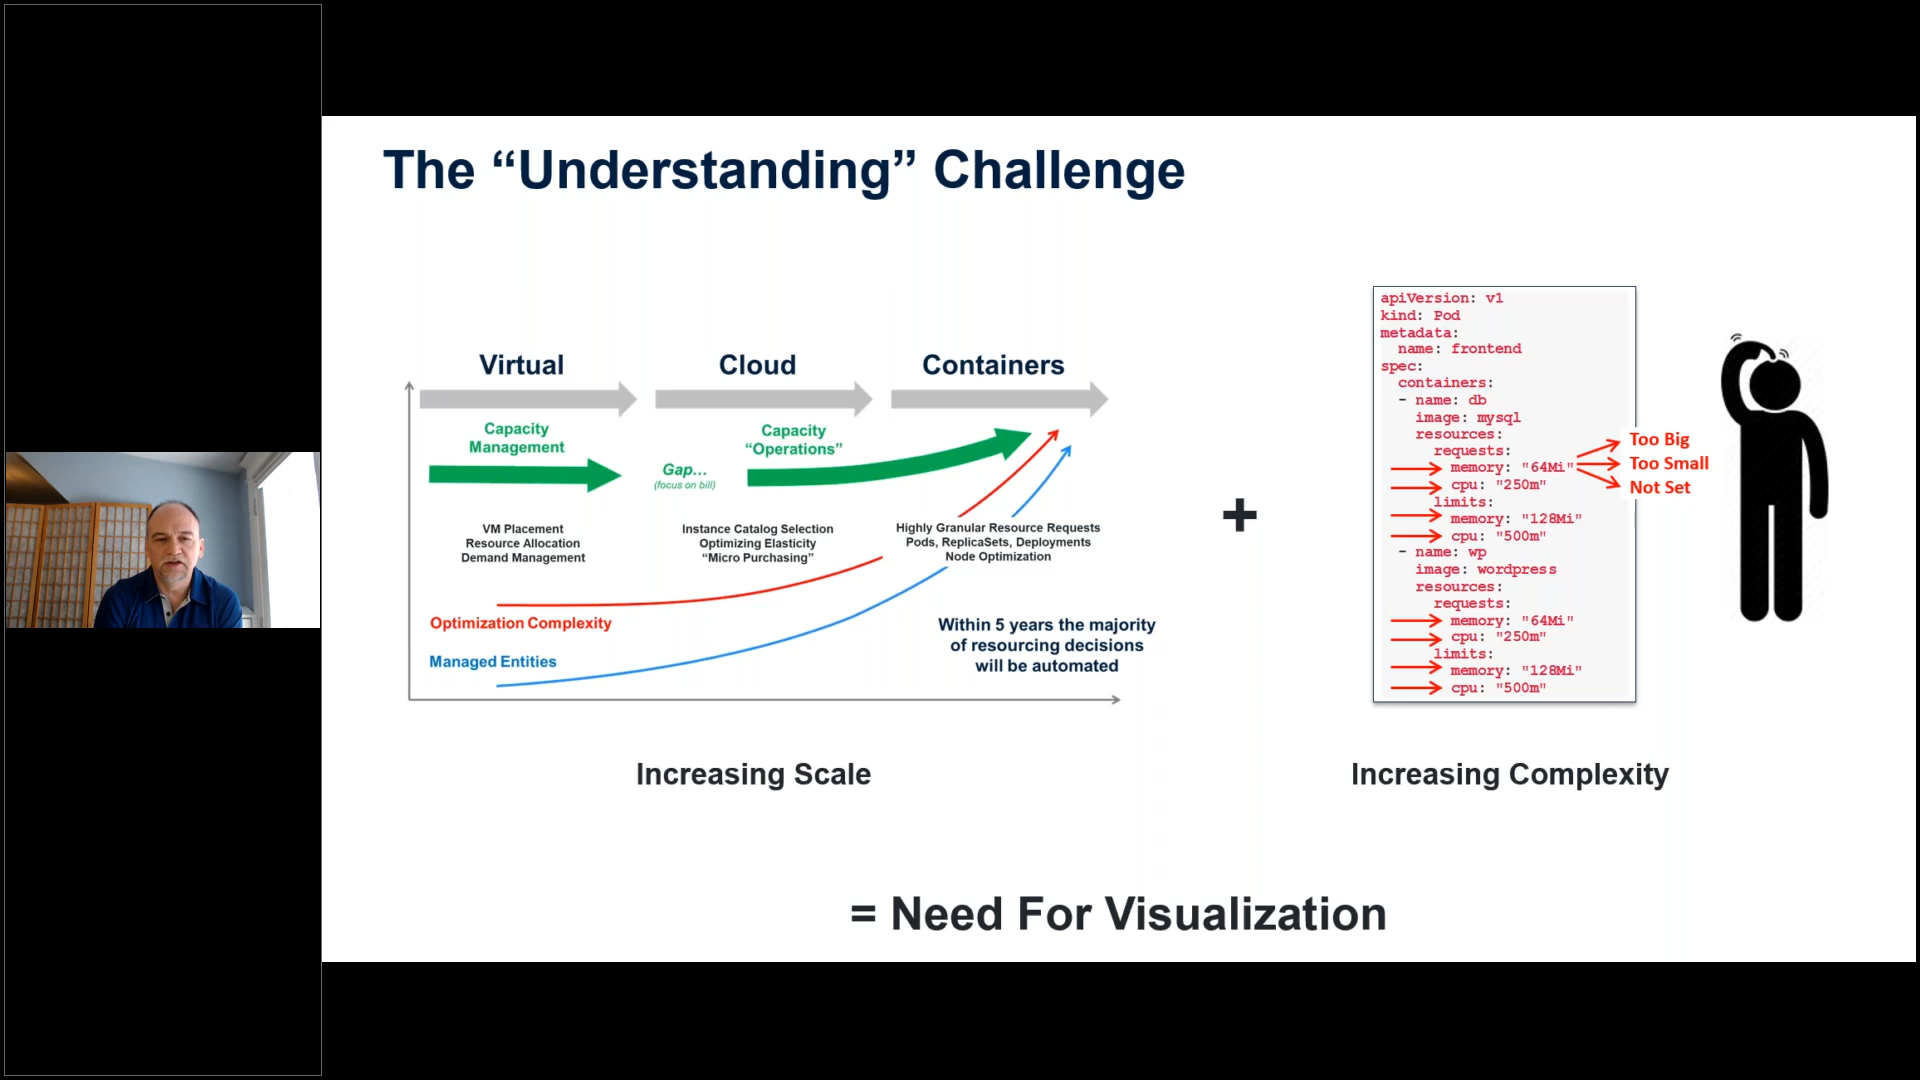 The “Understanding” Challenge
Virtual
Cloud
Containers
Capacity
Management
Gap...
(focus on bill)
Capacity
“Operations”
VM Placement
Resource Allocation
Demand Management
Instance Catalog Selection
Optimizing Elasticity
“Micro Purchasing”
Highly Granular Resource Requests
Pods, ReplicaSets, Deployments
Node Optimization
Optimization Complexity
Managed Entities
Within 5 years the majority
of resourcing decisions
will be automated
Increasing Scale
+
apiVersion: v1
kind: Pod
metadata:
name: frontend
spec:
containers:
- name: db
image: mysql
resources:
requests:
memory: "64Mi"
cpu: "250m"
limits:
memory: "128Mi"
cpu: "500m"
- name: wp
image: wordpress
resources:
requests:
memory: "64Mi"
cpu: "250m"
limits:
memory: "128Mi"
cpu: "500m"
Too Big
Too Small
Not Set
Increasing Complexity
= Need For Visualization